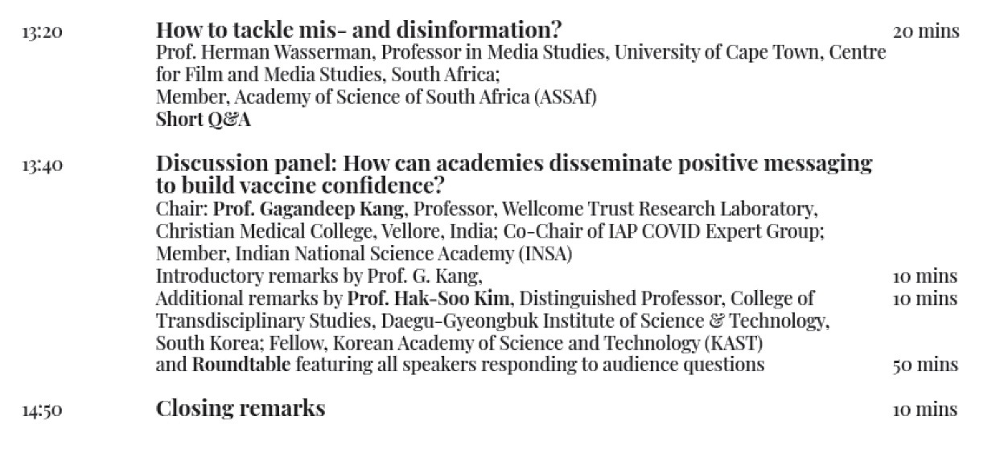 13:20 How to tackle mis- and disinformation? 20 mins
Prof. Herman Wasserman, Professor in Media Studies, University of Cape Town, Centre
for Film and Media Studies, South Africa;
Member, Academy of Science of South Africa (ASSAf)
Short Q&A
13:40 Discussion panel: How can academies disseminate positive messaging
to build vaccine confidence?
Chair: Prof. Gagandeep Kang, Professor, Wellcome Trust Research Laboratory,
Christian Medical College, Vellore, India; Co-Chair of IAP COVID Expert Group;
Member, Indian National Science Academy (INSA)
Introductory remarks by Prof. G. Kang, 10 mins
Additional remarks by Prof. Hak-Soo Kim, Distinguished Professor, College of 10 mins
Transdisciplinary Studies, Daegu-Gyeongbuk Institute of Science & Technology,
South Korea; Fellow, Korean Academy of Science and Technology (KAST)
and Roundtable featuring all speakers responding to audience questions 50 mins
14:50 Closing remarks 10 mins